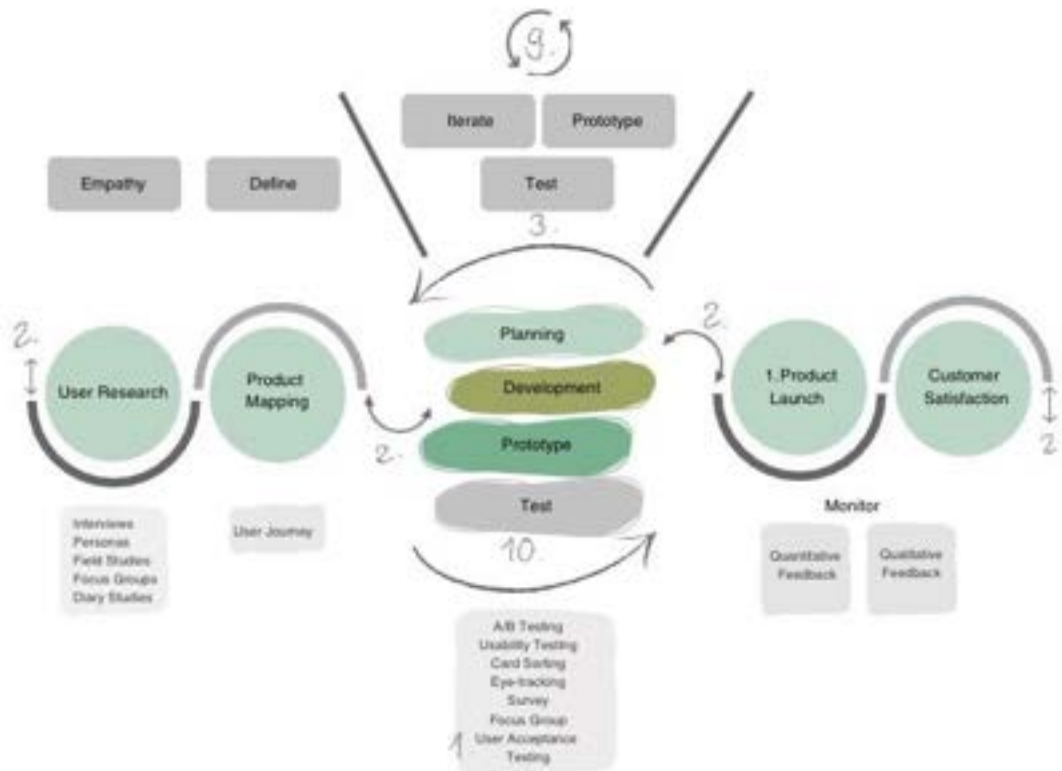 9.
Iterate
Prototype
Empathy
Define
Test
3.
2.
User Research
Product
Mapping
2.
Planning
Development
Prototype
Test
10.
2.
1. Product
Launch
Customer
Satisfaction
2
Interviews
Personas
Field Studies
Focus Groups
Diary Studies
User Journey
Monitor
Quantitative
Feedback
Qualitative
Feedback
A/B Testing
Usability Testing
Card Sorting
Eye-tracking
Survey
Focus Group
1 User Acceptance
Testing